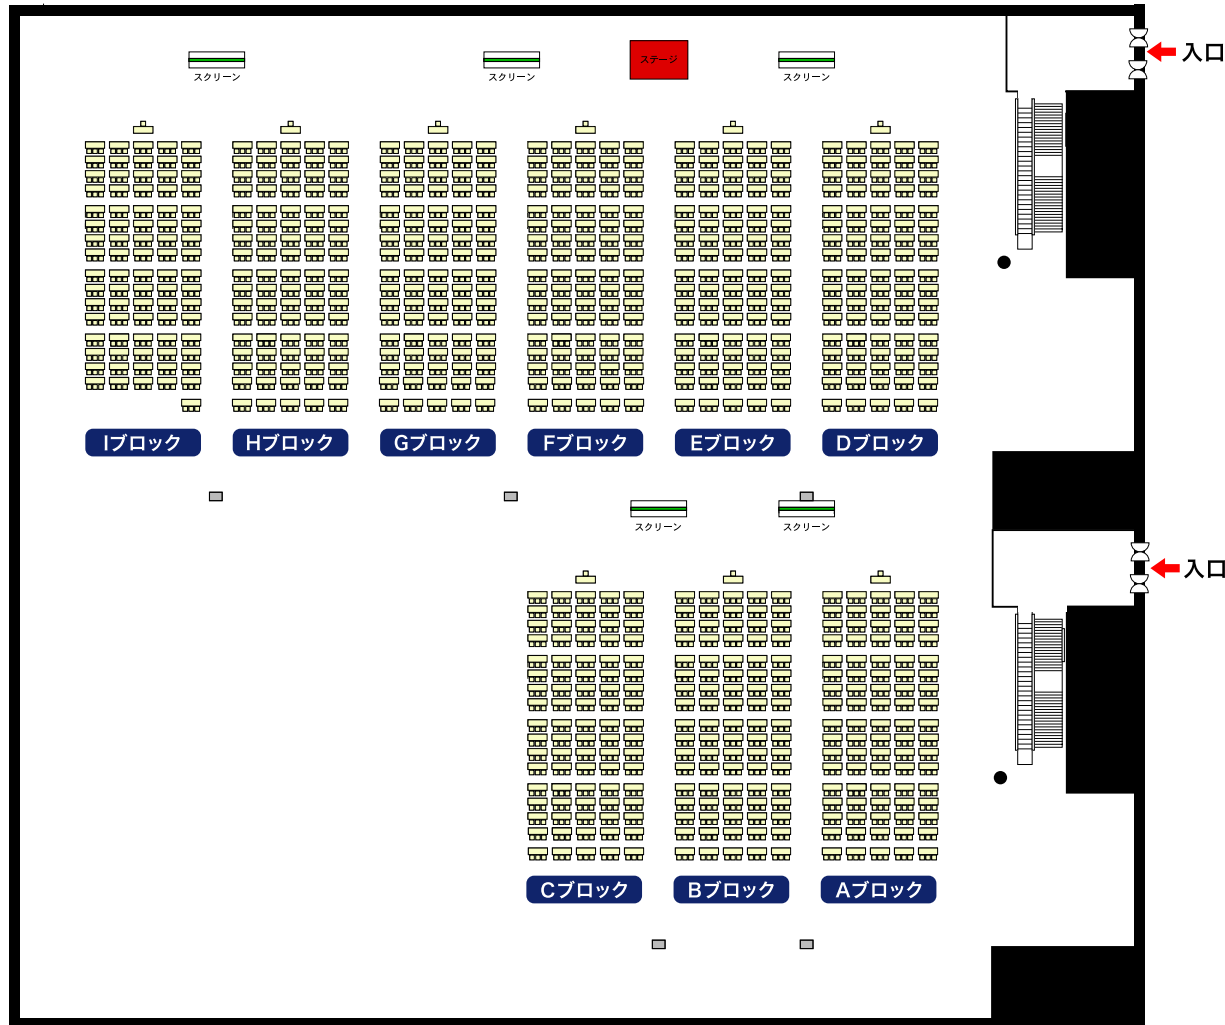 入口
ステージ
スクリーン
スクリーン
スクリーン
Iブロック
Hブロック
Gブロック
Fブロック
Eブロック
Dブロック
スクリーン
スクリーン
入口
Cブロック
Bブロック
Aブロック